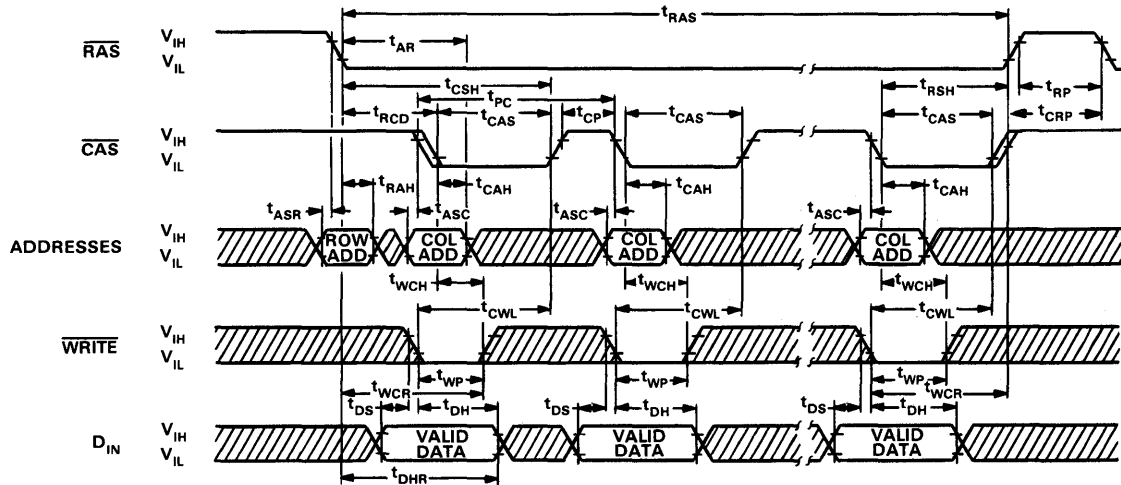 tRAS
RAS VIH VIL
tAR
tCSH
tRSH
tRP
tPC
tRCD tCAS tCP tCAS tCAS tCRP
CAS VIH VIL
tRAH tCAH tCAH tCAH
tASR tASC tASC tASC
ADDRESSES VIH VIL
ROW ADD COL ADD COL ADD COL ADD
tWCH tWCH tWCH
tCWL tCWL tCWL
WRITE VIH VIL
tWP tWP tWP
tWCR tWCR
tDS tDH tDS tDH tDS tDH
DIN VIH VIL
VALID DATA VALID DATA VALID DATA
tDHR